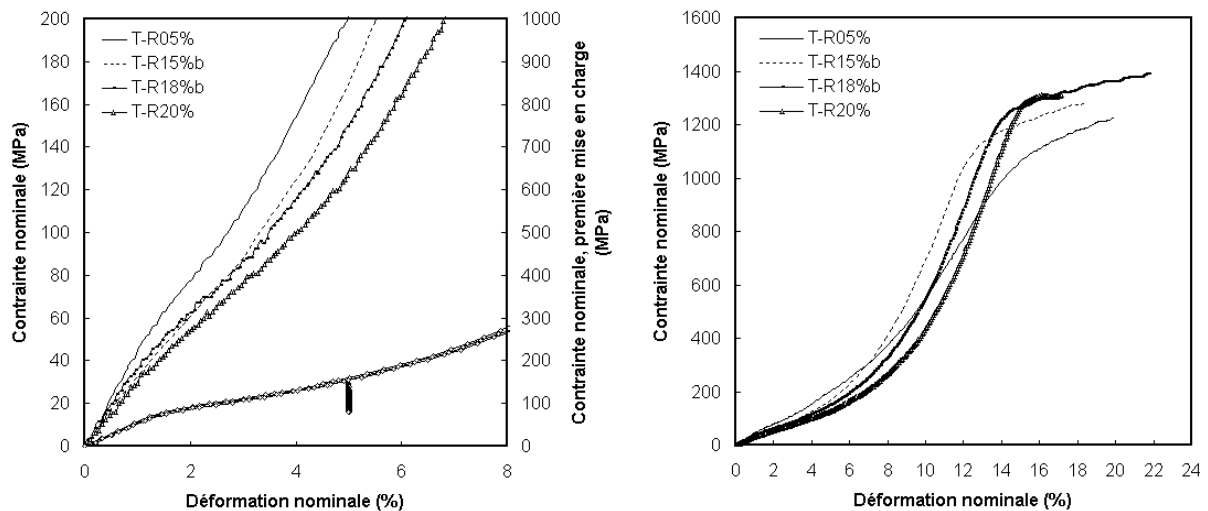 200
180
160
140
120
100
80
60
40
20
0
Contrainte nominale (MPa)
T-R05%
T-R15%b
T-R18%b
T-R20%
0 2 4 6 8
Déformation nominale (%)
1000
900
800
700
600
500
400
300
200
100
0
Contrainte nominale, première mise en charge
(MPa)
1600
1400
1200
1000
800
600
400
200
0
Contrainte nominale (MPa)
T-R05%
T-R15%b
T-R18%b
T-R20%
0 2 4 6 8 10 12 14 16 18 20 22 24
Déformation nominale (%)